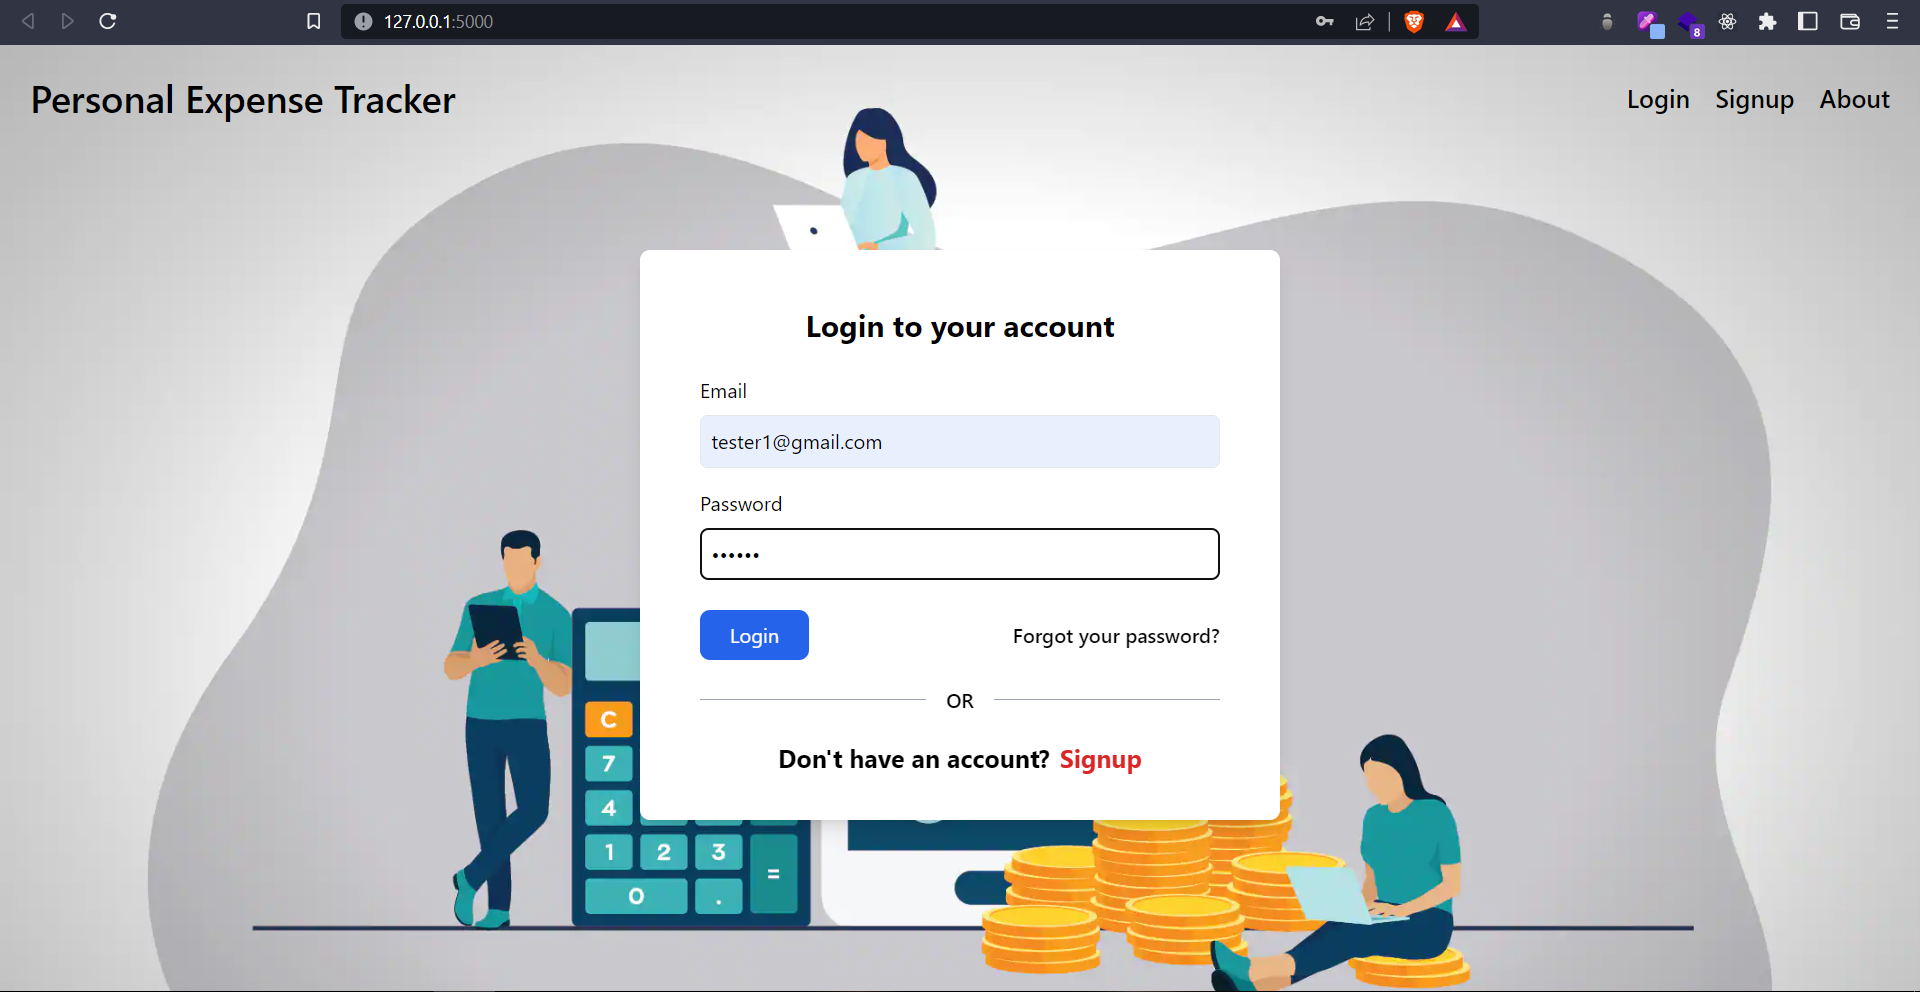 127.0.0.1:5000
8
Personal Expense Tracker
Login Signup About
Login to your account
Email
tester1@gmail.com
Password
••••••
Login
Forgot your password?
OR
Don't have an account? Signup
C
7
4
1 2 3
=
0 .